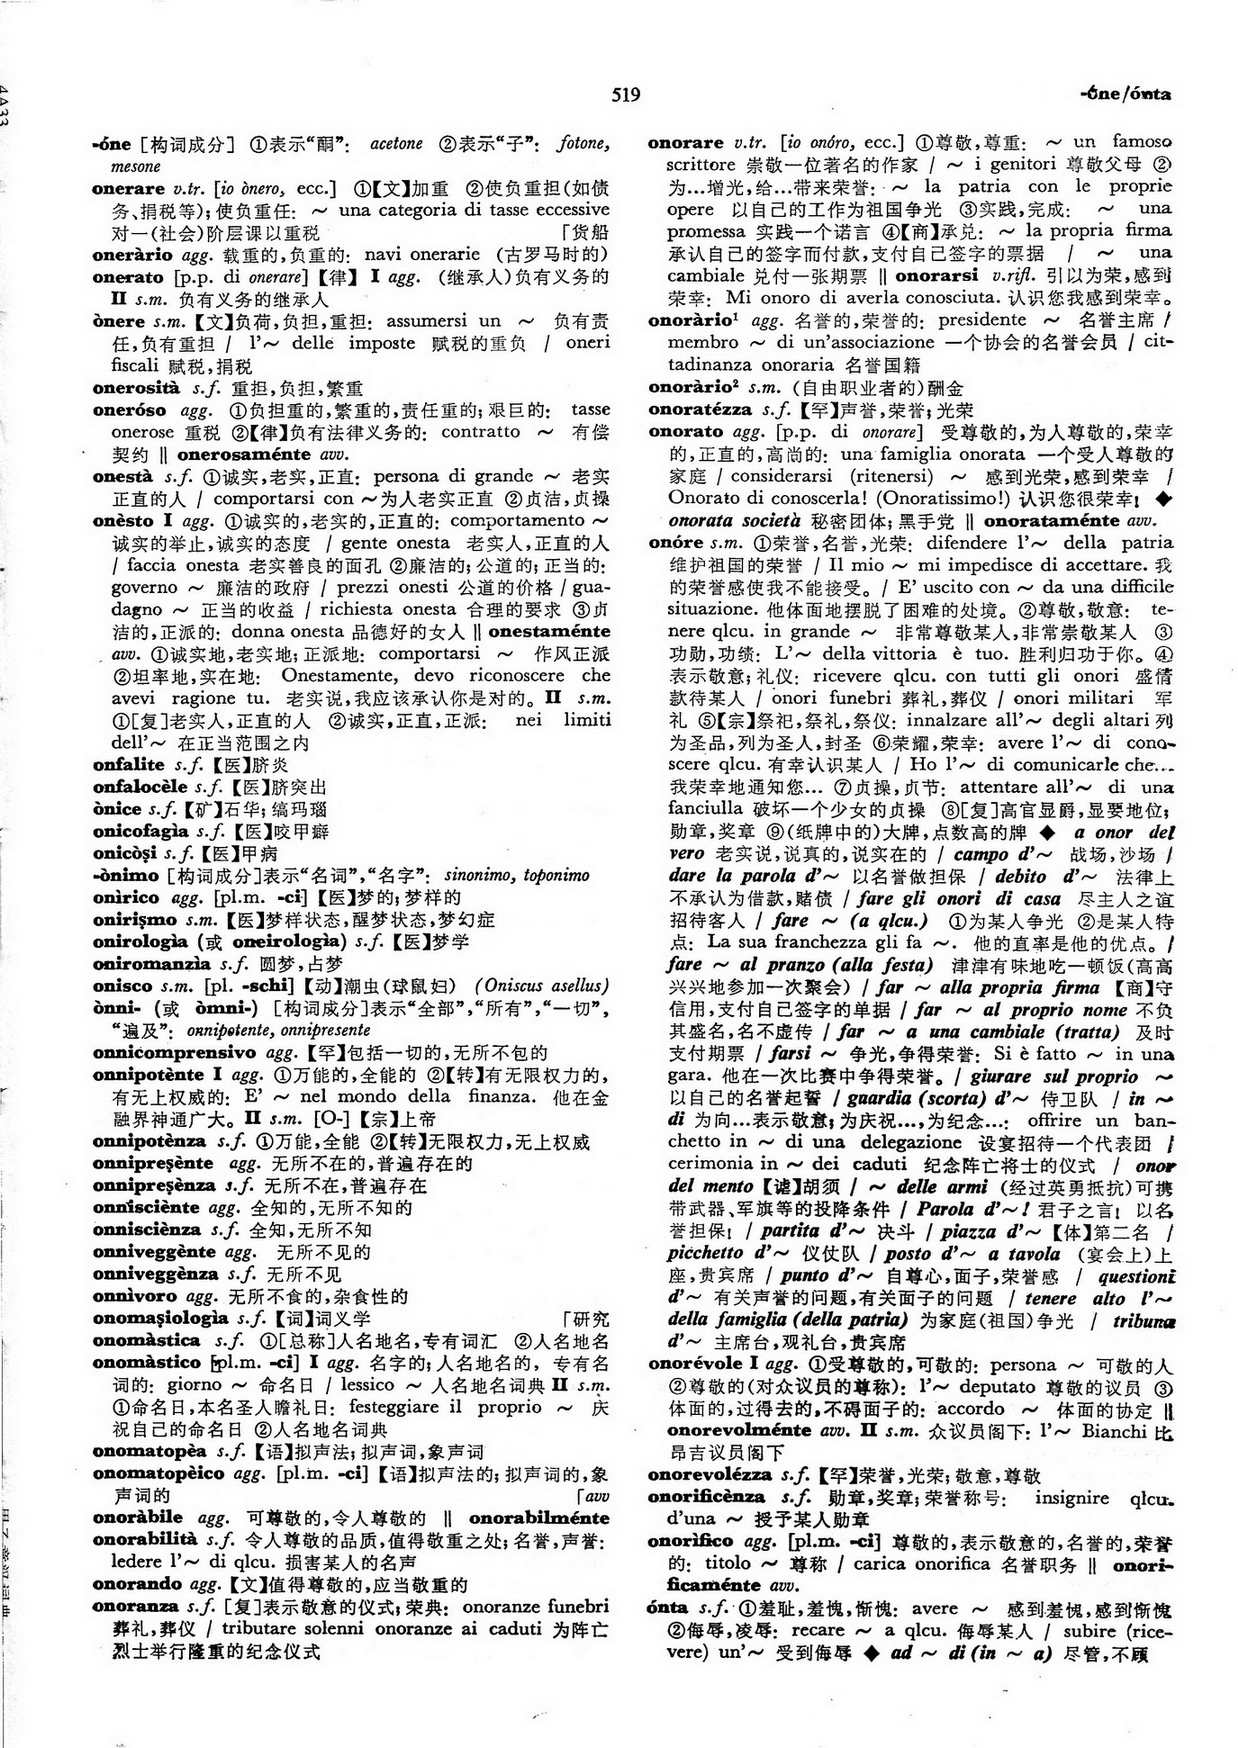 519
-óne/ónta
-óne [构词成分] ①表示“酮”: acetone ②表示“子”: fotone,
mesone
onerare v.tr. [io ònero, ecc.] ①【文】加重 ②使负重担(如债
务、捐税等);使负重任: ~ una categoria di tasse eccessive
对一(社会)阶层课以重税 「货船
oneràrio agg. 载重的,负重的: navi onerarie (古罗马时的)
onerato [p.p. di onerare]【律】 I agg. (继承人)负有义务的
II s.m. 负有义务的继承人
ònere s.m.【文】负荷,负担,重担: assumersi un ~ 负有责
任,负有重担 / l'~ delle imposte 赋税的重负 / oneri
fiscali 赋税,捐税
onerosità s.f. 重担,负担,繁重
oneróso agg. ①负担重的,繁重的,责任重的;艰巨的: tasse
onerose 重税 ②【律】负有法律义务的: contratto ~ 有偿
契约 ‖ onerosaménte avv.
onestà s.f. ①诚实,老实,正直: persona di grande ~ 老实
正直的人 / comportarsi con ~为人老实正直 ②贞洁,贞操
onèsto I agg. ①诚实的,老实的,正直的: comportamento ~
诚实的举止,诚实的态度 / gente onesta 老实人,正直的人
/ faccia onesta 老实善良的面孔 ②廉洁的;公道的;正当的:
governo ~ 廉洁的政府 / prezzi onesti 公道的价格 / gua-
dagno ~ 正当的收益 / richiesta onesta 合理的要求 ③贞
洁的,正派的: donna onesta 品德好的女人 ‖ onestaménte
avv. ①诚实地,老实地;正派地: comportarsi ~ 作风正派
②坦率地,实在地: Onestamente, devo riconoscere che
avevi ragione tu. 老实说,我应该承认你是对的。II s.m.
①[复]老实人,正直的人 ②诚实,正直,正派: nei limiti
dell'~ 在正当范围之内
onfalite s.f.【医】脐炎
onfalocèle s.f.【医】脐突出
ònice s.f.【矿】石华;缟玛瑙
onicofagìa s.f.【医】咬甲癖
onicòsi s.f.【医】甲病
-ònimo [构词成分]表示“名词”,“名字”: sinonimo, toponimo
onìrico agg. [pl.m. -ci]【医】梦的;梦样的
onirismo s.m.【医】梦样状态,醒梦状态,梦幻症
onirologìa (或 oneirologìa) s.f.【医】梦学
oniromanzìa s.f. 圆梦,占梦
onisco s.m. [pl. -schi]【动】潮虫(球鼠妇) (Oniscus asellus)
ònni- (或 òmni-) [构词成分]表示“全部”,“所有”,“一切”,
“遍及”: onnipotente, onnipresente
onnicomprensivo agg.【罕】包括一切的,无所不包的
onnipotènte I agg. ①万能的,全能的 ②【转】有无限权力的,
有无上权威的: E' ~ nel mondo della finanza. 他在金
融界神通广大。II s.m. [O-]【宗】上帝
onnipotènza s.f. ①万能,全能 ②【转】无限权力,无上权威
onnipresènte agg. 无所不在的,普遍存在的
onnipresènza s.f. 无所不在,普遍存在
onnisciènte agg. 全知的,无所不知的
onnisciènza s.f. 全知,无所不知
onniveggènte agg. 无所不见的
onniveggènza s.f. 无所不见
onnìvoro agg. 无所不食的,杂食性的
onomasiologìa s.f.【词】词义学 「研究
onomàstica s.f. ①[总称]人名地名,专有词汇 ②人名地名
onomàstico [pl.m. -ci] I agg. 名字的;人名地名的, 专有名
词的: giorno ~ 命名日 / lessico ~ 人名地名词典 II s.m.
①命名日,本名圣人瞻礼日: festeggiare il proprio ~ 庆
祝自己的命名日 ②人名地名词典
onomatopèa s.f.【语】拟声法;拟声词,象声词
onomatopèico agg. [pl.m. -ci]【语】拟声法的;拟声词的,象
声词的 「avv
onoràbile agg. 可尊敬的,令人尊敬的 ‖ onorabilménte
onorabilità s.f. 令人尊敬的品质,值得敬重之处;名誉,声誉:
ledere l'~ di qlcu. 损害某人的名声
onorando agg.【文】值得尊敬的,应当敬重的
onoranza s.f. [复]表示敬意的仪式;荣典: onoranze funebri
葬礼,葬仪 / tributare solenni onoranze ai caduti 为阵亡
烈士举行隆重的纪念仪式
onorare v.tr. [io onóro, ecc.] ①尊敬,尊重: ~ un famoso
scrittore 崇敬一位著名的作家 / ~ i genitori 尊敬父母 ②
为…增光,给…带来荣誉: ~ la patria con le proprie
opere 以自己的工作为祖国争光 ③实践,完成: ~ una
promessa 实践一个诺言 ④【商】承兑: ~ la propria firma
承认自己的签字而付款,支付自己签字的票据 / ~ una
cambiale 兑付一张期票 ‖ onorarsi v.rifl. 引以为荣,感到
荣幸: Mi onoro di averla conosciuta. 认识您我感到荣幸。
onoràrio¹ agg. 名誉的,荣誉的: presidente ~ 名誉主席 /
membro ~ di un'associazione 一个协会的名誉会员 / cit-
tadinanza onoraria 名誉国籍
onoràrio² s.m. (自由职业者的)酬金
onoratézza s.f.【罕】声誉,荣誉;光荣
onorato agg. [p.p. di onorare] 受尊敬的,为人尊敬的,荣幸
的,正直的,高尚的: una famiglia onorata 一个受人尊敬的
家庭 / considerarsi (ritenersi) ~ 感到光荣,感到荣幸 /
Onorato di conoscerla! (Onoratissimo!) 认识您很荣幸! ◆
onorata società 秘密团体;黑手党 ‖ onorataménte avv.
onóre s.m. ①荣誉,名誉,光荣: difendere l'~ della patria
维护祖国的荣誉 / Il mio ~ mi impedisce di accettare. 我
的荣誉感使我不能接受。/ E' uscito con ~ da una difficile
situazione. 他体面地摆脱了困难的处境。②尊敬,敬意: te-
nere qlcu. in grande ~ 非常尊敬某人,非常崇敬某人 ③
功勋,功绩: L'~ della vittoria è tuo. 胜利归功于你。④
表示敬意;礼仪: ricevere qlcu. con tutti gli onori 盛情
款待某人 / onori funebri 葬礼,葬仪 / onori militari 军
礼 ⑤【宗】祭祀,祭礼,祭仪: innalzare all'~ degli altari 列
为圣品,列为圣人,封圣 ⑥荣耀,荣幸: avere l'~ di cono-
scere qlcu. 有幸认识某人 / Ho l'~ di comunicarle che…
我荣幸地通知您… ⑦贞操,贞节: attentare all'~ di una
fanciulla 破坏一个少女的贞操 ⑧[复]高官显爵,显要地位;
勋章,奖章 ⑨(纸牌中的)大牌,点数高的牌 ◆ a onor del
vero 老实说,说真的,说实在的 / campo d'~ 战场,沙场 /
dare la parola d'~ 以名誉做担保 / debito d'~ 法律上
不承认为借款,赌债 / fare gli onori di casa 尽主人之谊
招待客人 / fare ~ (a qlcu.) ①为某人争光 ②是某人特
点: La sua franchezza gli fa ~. 他的直率是他的优点。/
fare ~ al pranzo (alla festa) 津津有味地吃一顿饭(高高
兴兴地参加一次聚会) / far ~ alla propria firma【商】守
信用,支付自己签字的单据 / far ~ al proprio nome 不负
其盛名,名不虚传 / far ~ a una cambiale (tratta) 及时
支付期票 / farsi ~ 争光,争得荣誉: Si è fatto ~ in una
gara. 他在一次比赛中争得荣誉。/ giurare sul proprio ~
以自己的名誉起誓 / guardia (scorta) d'~ 侍卫队 / in ~
di 为向…表示敬意;为庆祝…,为纪念…: offrire un ban-
chetto in ~ di una delegazione 设宴招待一个代表团 /
cerimonia in ~ dei caduti 纪念阵亡将士的仪式 / onor
del mento【谑】胡须 / ~ delle armi (经过英勇抵抗)可携
带武器、军旗等的投降条件 / Parola d'~! 君子之言! 以名
誉担保! / partita d'~ 决斗 / piazza d'~【体】第二名 /
picchetto d'~ 仪仗队 / posto d'~ a tavola (宴会上)上
座,贵宾席 / punto d'~ 自尊心,面子,荣誉感 / questioni
d'~ 有关声誉的问题,有关面子的问题 / tenere alto l'~
della famiglia (della patria) 为家庭(祖国)争光 / tribuna
d'~ 主席台,观礼台,贵宾席
onorévole I agg. ①受尊敬的,可敬的: persona ~ 可敬的人
②尊敬的(对众议员的尊称): l'~ deputato 尊敬的议员 ③
体面的,过得去的,不碍面子的: accordo ~ 体面的协定 ‖
onorevolménte avv. II s.m. 众议员阁下: l'~ Bianchi 比
昂吉议员阁下
onorevolézza s.f.【罕】荣誉,光荣;敬意,尊敬
onorificènza s.f. 勋章,奖章;荣誉称号: insignire qlcu.
d'una ~ 授予某人勋章
onorìfico agg. [pl.m. -ci] 尊敬的,表示敬意的,名誉的,荣誉
的: titolo ~ 尊称 / carica onorifica 名誉职务 ‖ onori-
ficaménte avv.
ónta s.f. ①羞耻,羞愧,惭愧: avere ~ 感到羞愧,感到惭愧
②侮辱,凌辱: recare ~ a qlcu. 侮辱某人 / subire (rice-
vere) un'~ 受到侮辱 ◆ ad ~ di (in ~ a) 尽管,不顾